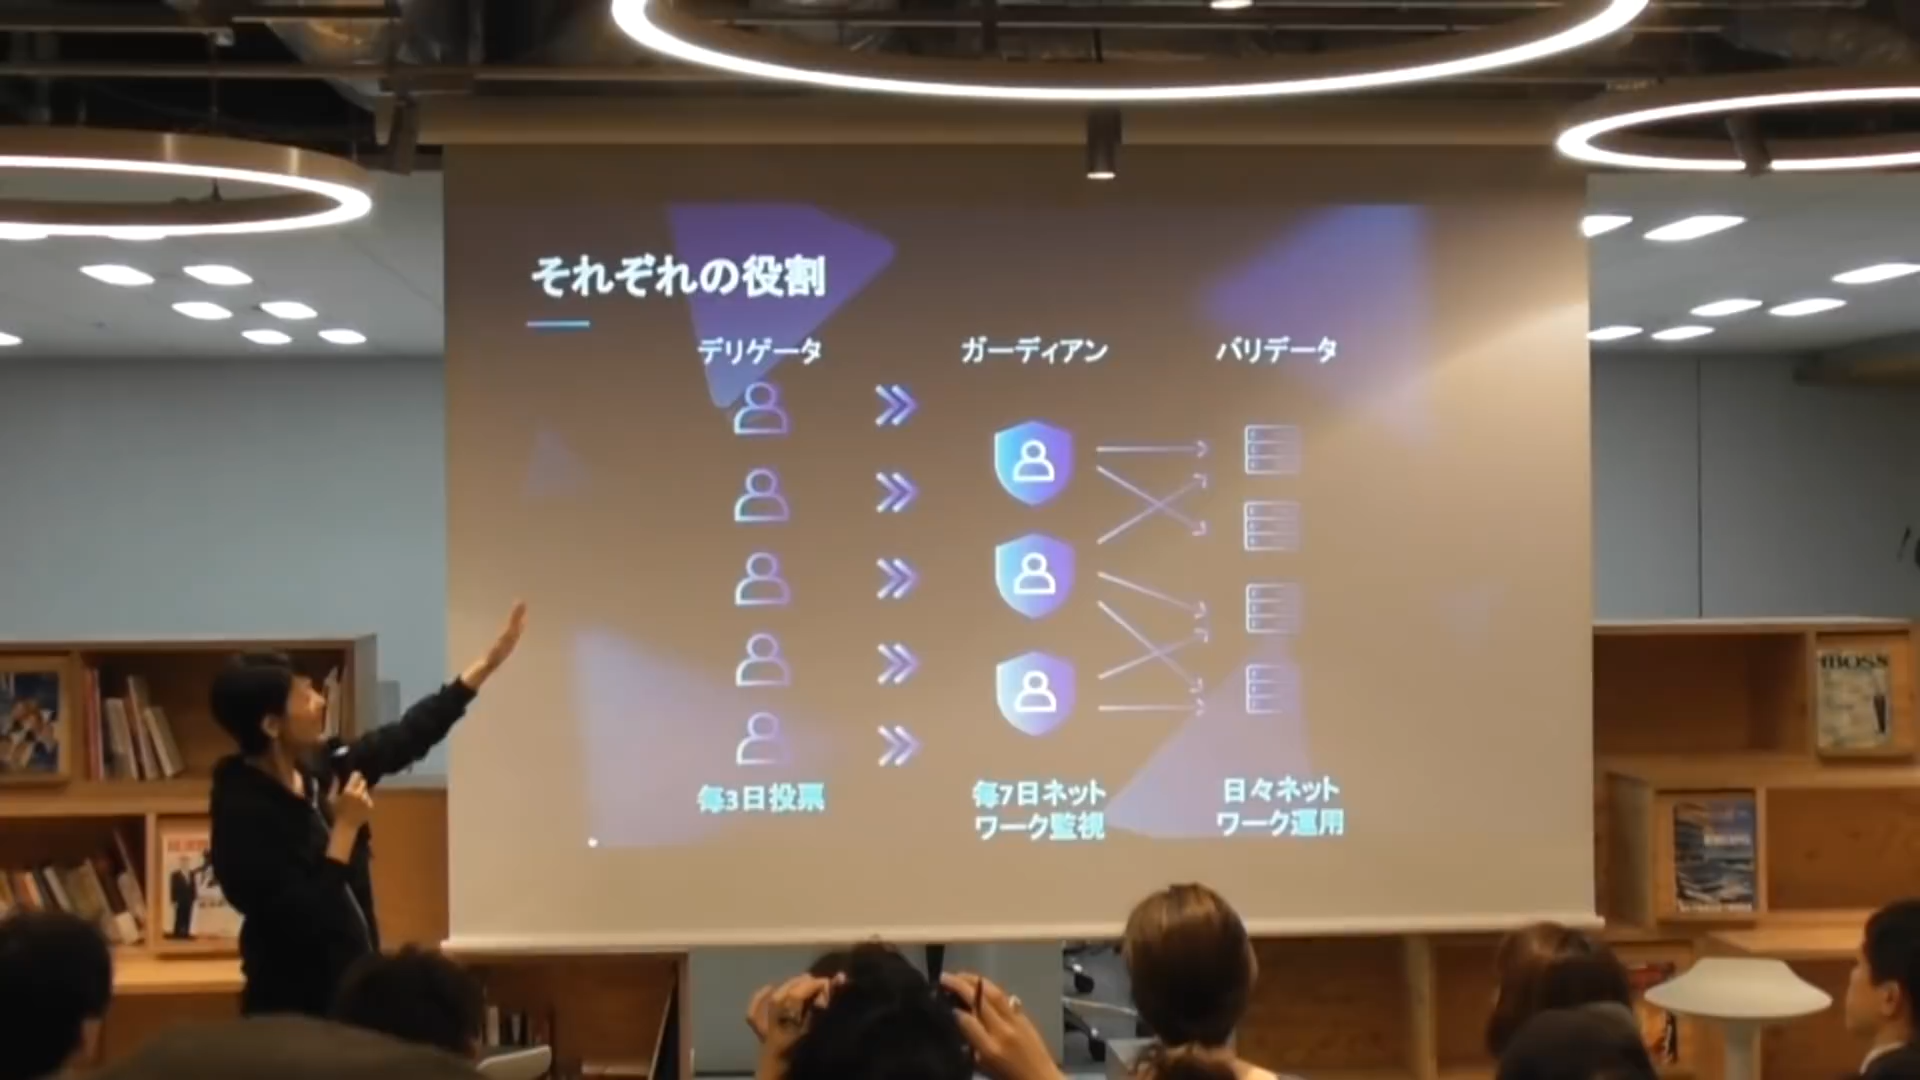 それぞれの役割
デリゲータ
ガーディアン
バリデータ
毎3日投票
毎7日ネット
ワーク監視
日々ネット
ワーク運用
BOSS